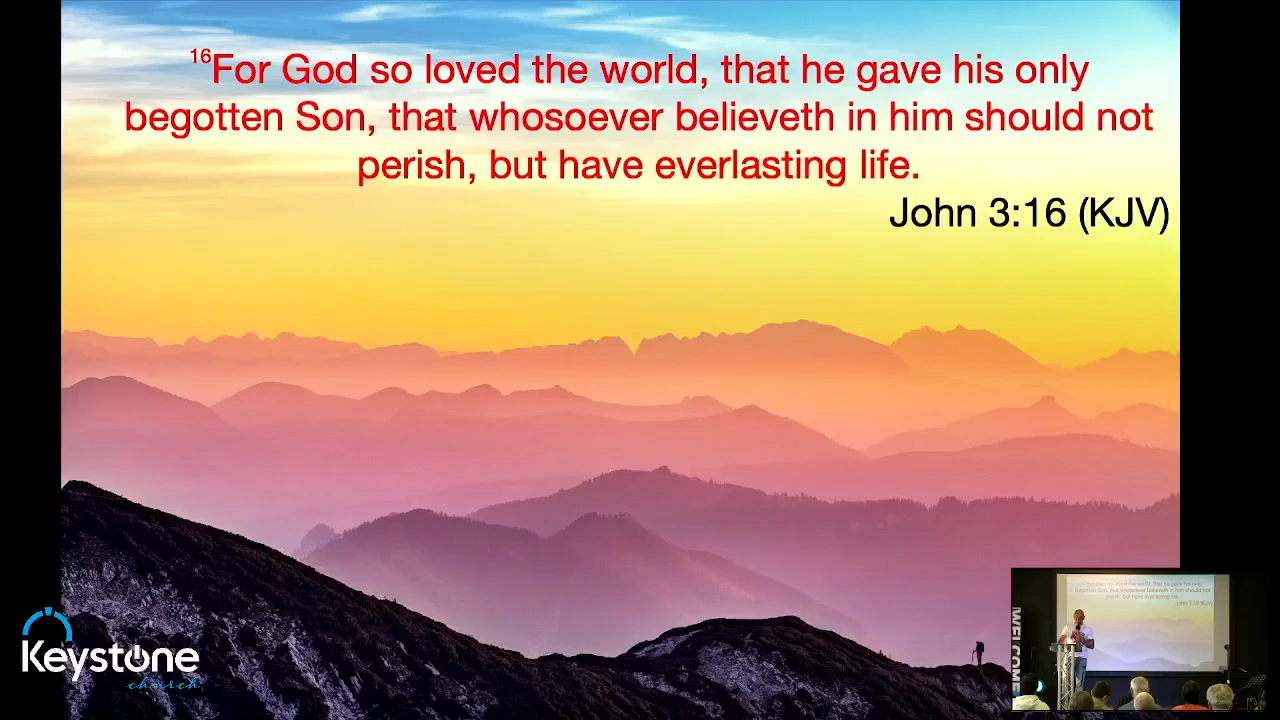 16For God so loved the world, that he gave his only
begotten Son, that whosoever believeth in him should not
perish, but have everlasting life.
John 3:16 (KJV)
Keystone
church
WELCOME